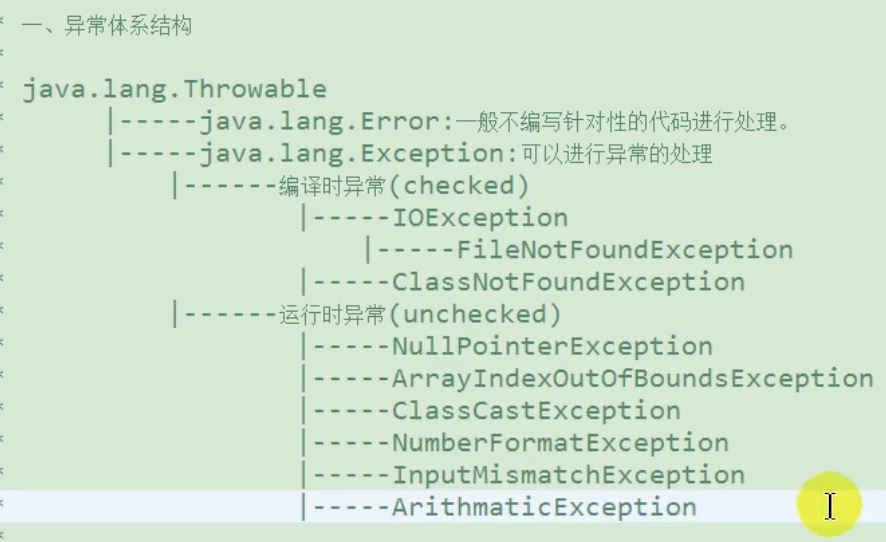 * 一、异常体系结构
*
* java.lang.Throwable
* |-----java.lang.Error:一般不编写针对性的代码进行处理。
* |-----java.lang.Exception:可以进行异常的处理
* |------编译时异常(checked)
* |-----IOException
* |-----FileNotFoundException
* |-----ClassNotFoundException
* |------运行时异常(unchecked)
* |-----NullPointerException
* |-----ArrayIndexOutOfBoundsException
* |-----ClassCastException
* |-----NumberFormatException
* |-----InputMismatchException
* |-----ArithmaticException
*